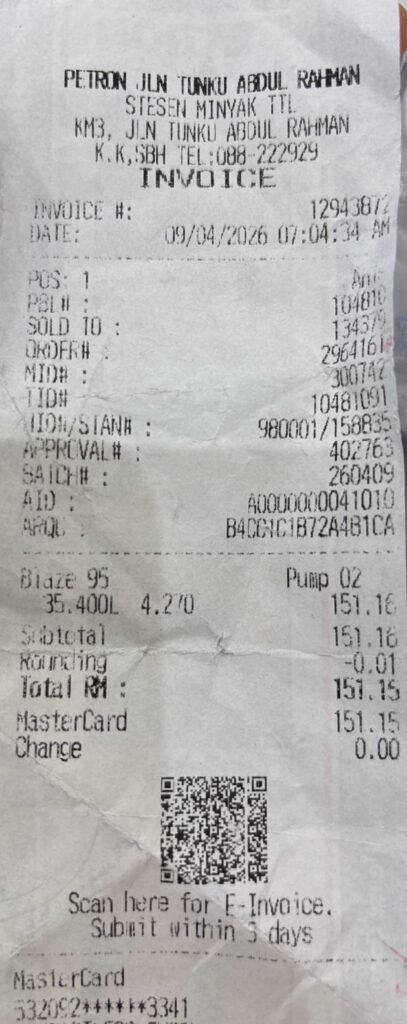 PETRON JLN TUNKU ABDUL RAHMAN
STESEN MINYAK TTL
KM3, JLN TUNKU ABDUL RAHMAN
K.K,SBH TEL:088-222929
INVOICE
INVOICE #: 12943872
DATE: 09/04/2026 07:04:34 AM
POS: 1
PBL# : 104810
SOLD TO : 134379
ORDER# : 2964161
MID# : 300742
TID# 10481091
/STAN# : 980001/158835
APPROVAL# : 402763
BATCH# : 260409
AID : A0000000041010
ARQC :
Blaze 95 Pump 02
35.400L 4.270 151.16
Subtotal 151.16
Rounding -0.01
Total RM : 151.15
MasterCard 151.15
Change 0.00
Scan here for E-Invoice.
Submit within 3 days
MasterCard
532092******3341